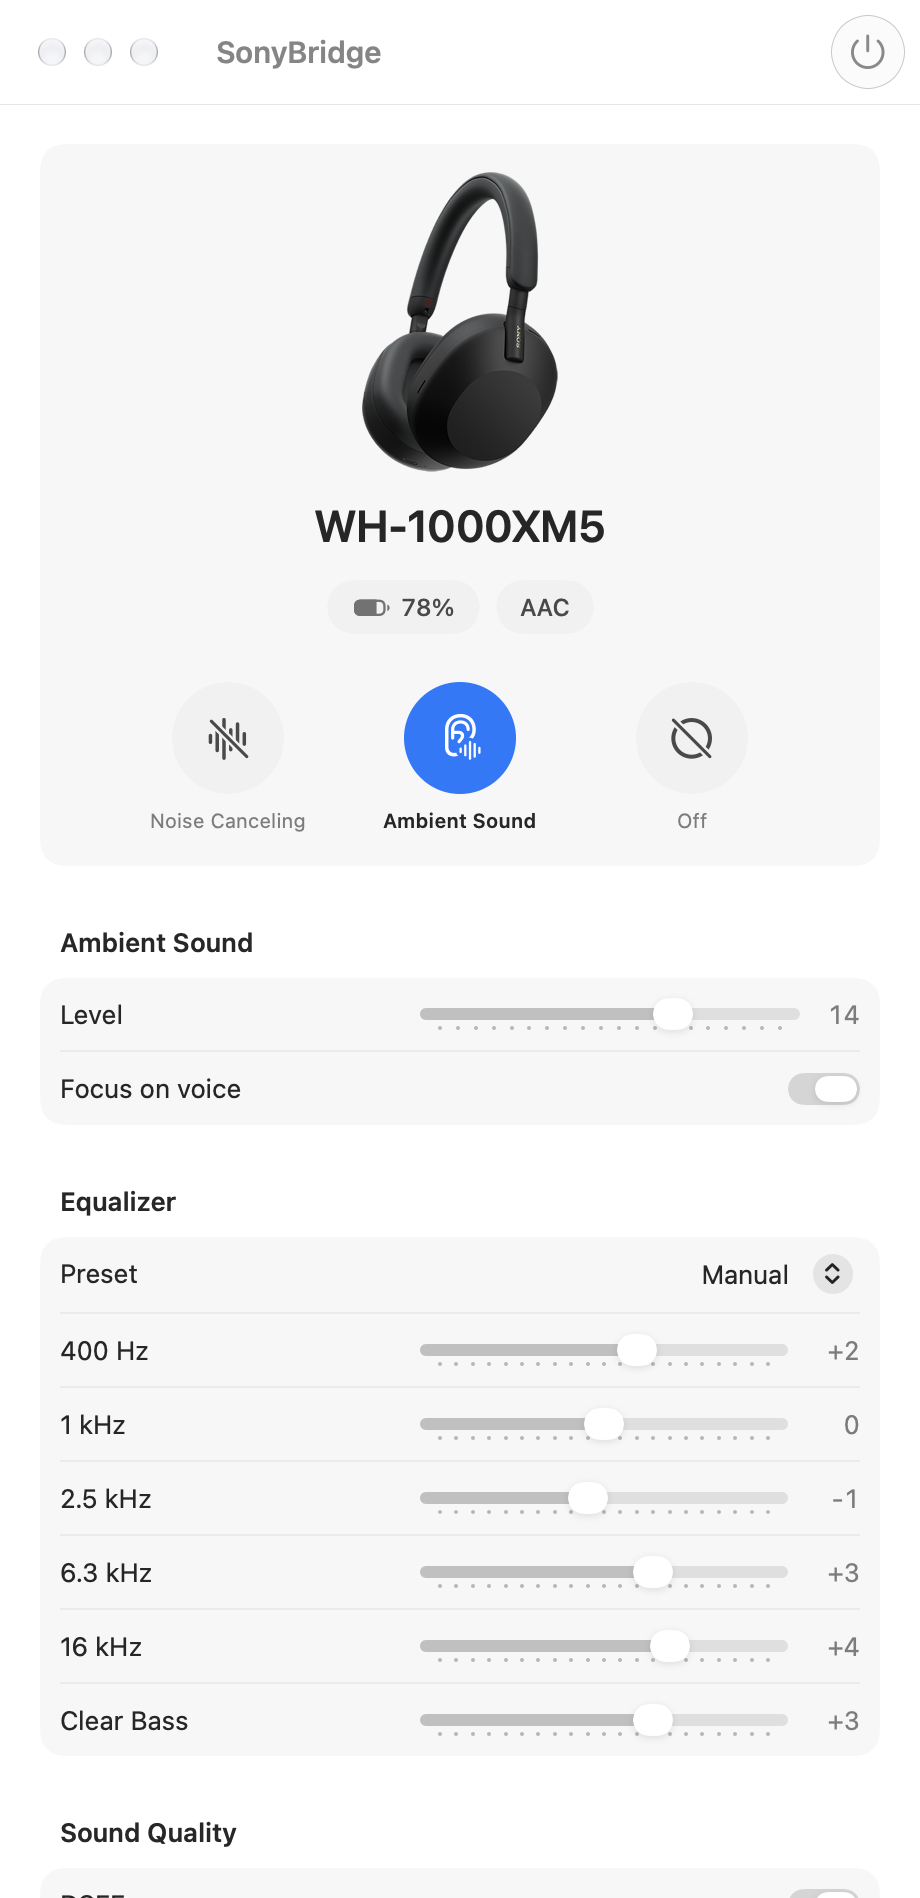 SonyBridge
SONY
WH-1000XM5
78%
AAC
Noise Canceling
Ambient Sound
Off
Ambient Sound
Level 14
Focus on voice
Equalizer
Preset Manual
400 Hz +2
1 kHz 0
2.5 kHz -1
6.3 kHz +3
16 kHz +4
Clear Bass +3
Sound Quality